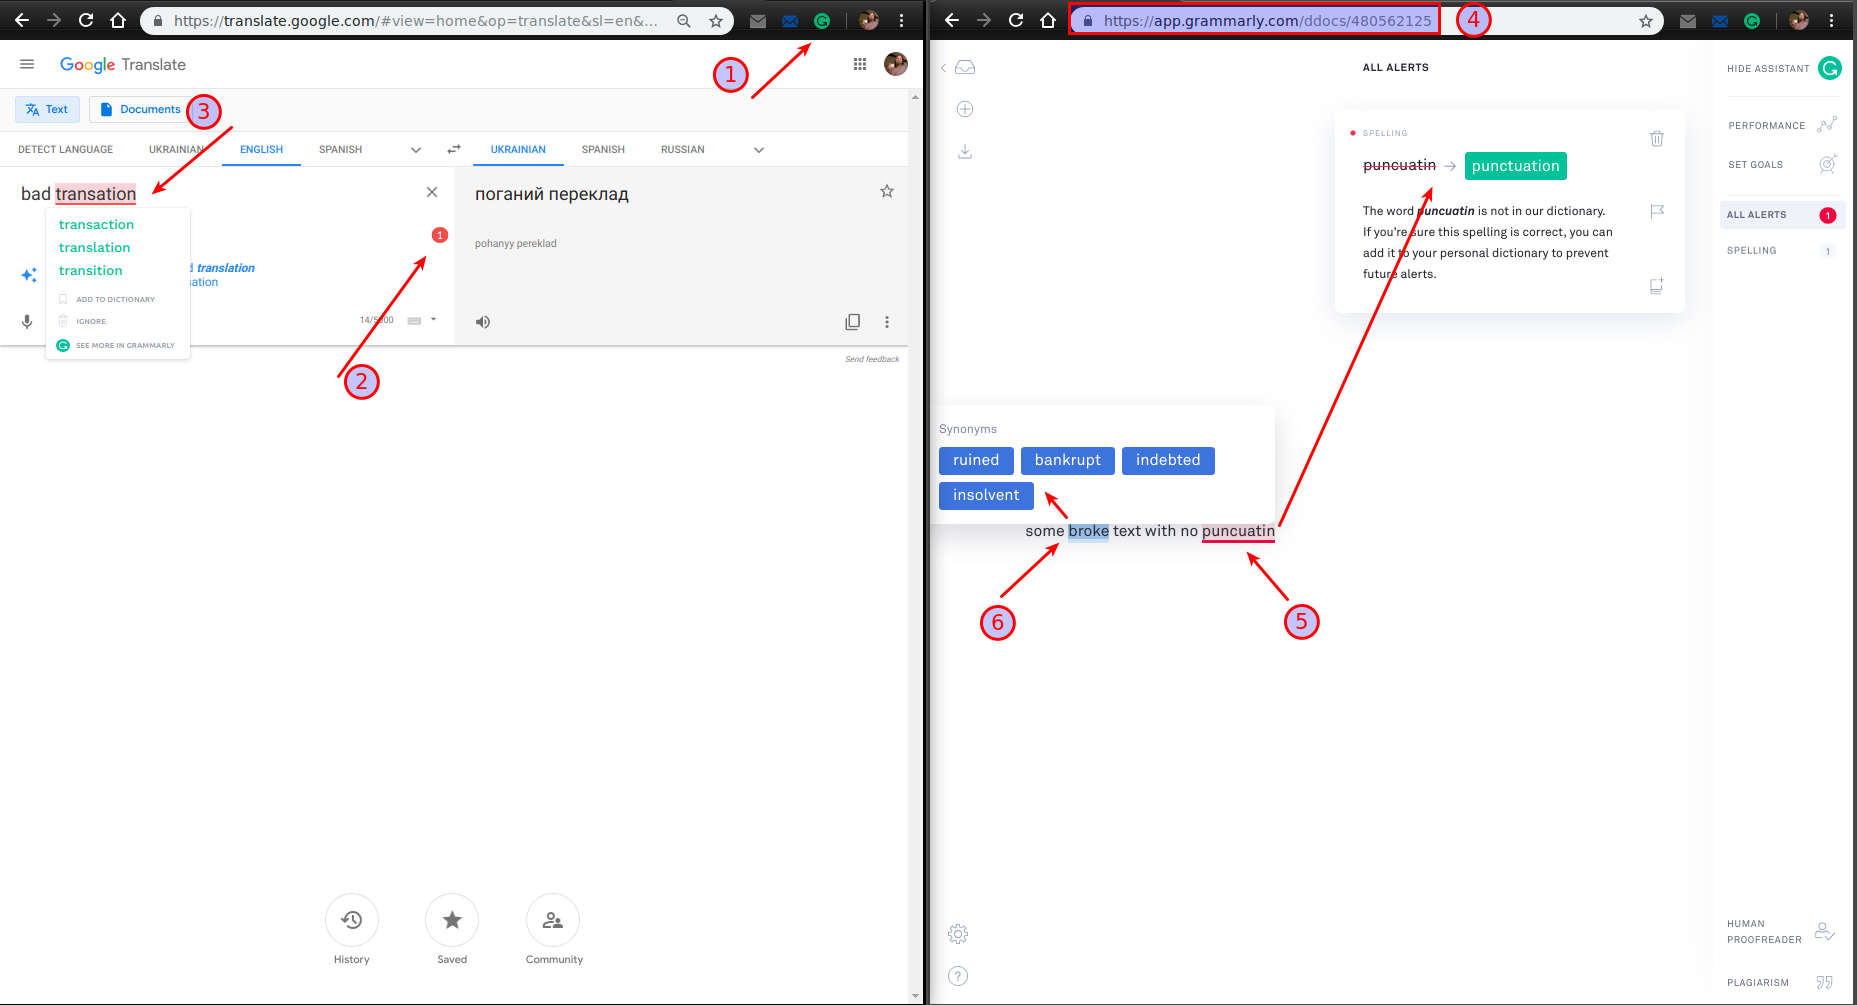 https://translate.google.com/#view=home&op=translate&sl=en&...
1
Google Translate
Text
Documents
3
DETECT LANGUAGE
UKRAINIAN
ENGLISH
SPANISH
UKRAINIAN
SPANISH
RUSSIAN
bad transation
transaction
translation
transition
ADD TO DICTIONARY
IGNORE
SEE MORE IN GRAMMARLY
d translation
sation
1
14/5000
2
поганий переклад
pohanyy pereklad
Send feedback
History
Saved
Community
https://app.grammarly.com/ddocs/480562125
4
ALL ALERTS
HIDE ASSISTANT
SPELLING
puncuatin → punctuation
The word puncuatin is not in our dictionary.
If you're sure this spelling is correct, you can
add it to your personal dictionary to prevent
future alerts.
PERFORMANCE
SET GOALS
ALL ALERTS 1
SPELLING 1
Synonyms
ruined bankrupt indebted
insolvent
some broke text with no puncuatin
6
5
HUMAN
PROOFREADER
PLAGIARISM
?